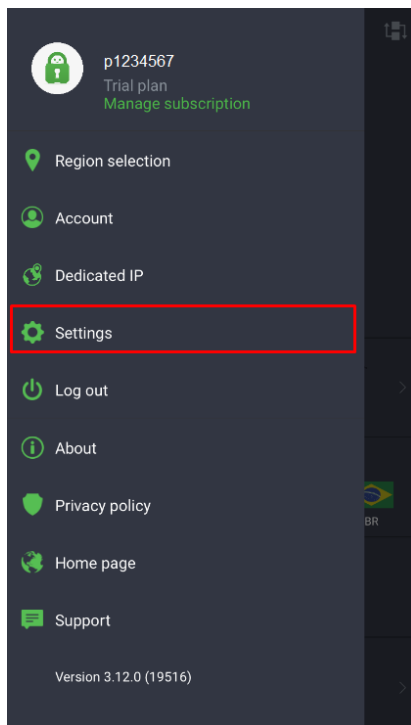 p1234567
Trial plan
Manage subscription
Region selection
Account
Dedicated IP
Settings
Log out
About
BR
Privacy policy
Home page
Support
Version 3.12.0 (19516)